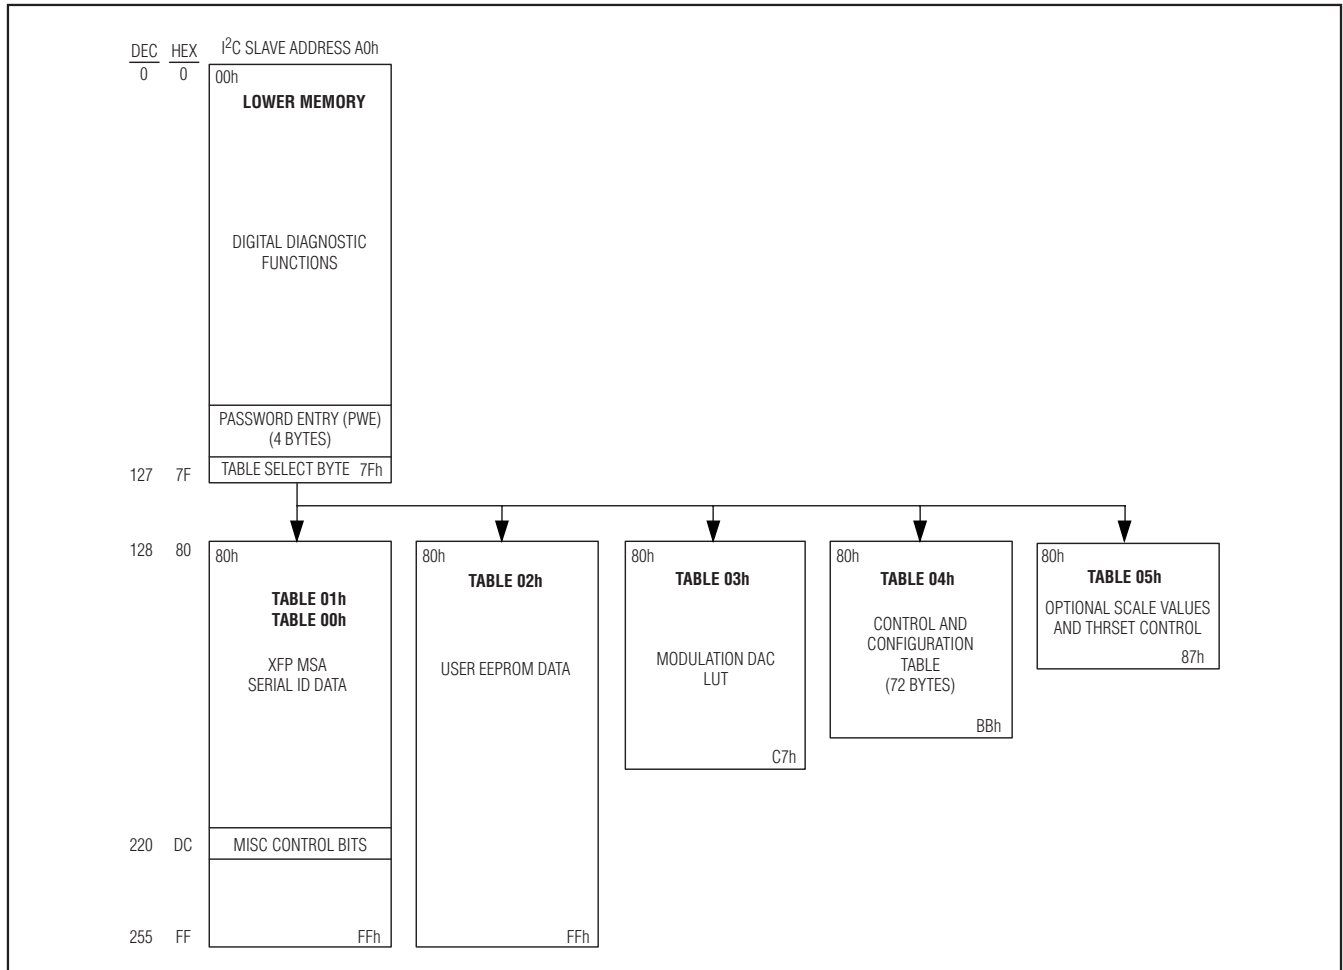 DEC HEX I²C SLAVE ADDRESS A0h
0 0
00h
LOWER MEMORY
DIGITAL DIAGNOSTIC
FUNCTIONS
PASSWORD ENTRY (PWE)
(4 BYTES)
127 7F TABLE SELECT BYTE 7Fh
128 80
80h
TABLE 01h
TABLE 00h
XFP MSA
SERIAL ID DATA
220 DC MISC CONTROL BITS
255 FF FFh
80h
TABLE 02h
USER EEPROM DATA
FFh
80h
TABLE 03h
MODULATION DAC
LUT
C7h
80h
TABLE 04h
CONTROL AND
CONFIGURATION
TABLE
(72 BYTES)
BBh
80h
TABLE 05h
OPTIONAL SCALE VALUES
AND THRSET CONTROL
87h